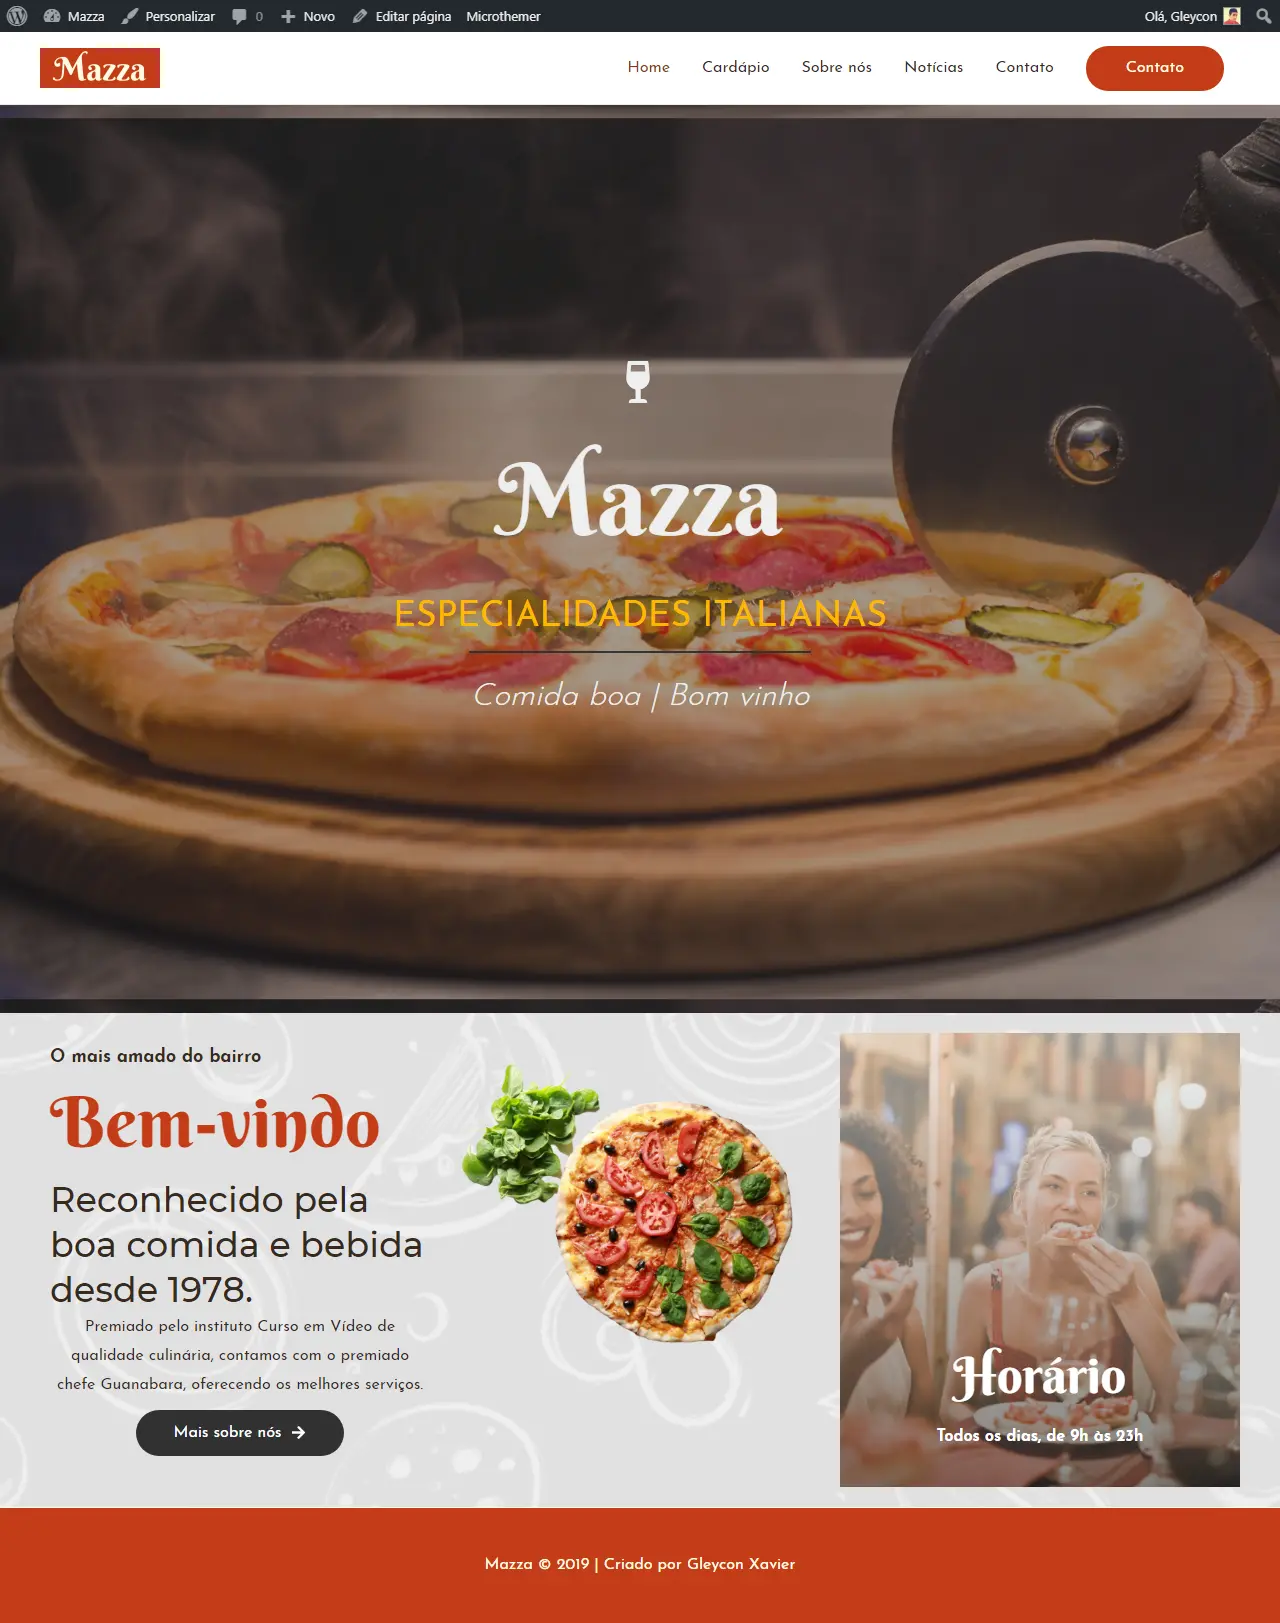 Mazza Personalizar 0 Novo Editar página Microthemer Olá, Gleycon
Mazza Home Cardápio Sobre nós Notícias Contato Contato
Mazza
ESPECIALIDADES ITALIANAS
Comida boa | Bom vinho
O mais amado do bairro
Bem-vindo
Reconhecido pela
boa comida e bebida
desde 1978.
Premiado pelo instituto Curso em Vídeo de
qualidade culinária, contamos com o premiado
chefe Guanabara, oferecendo os melhores serviços.
Mais sobre nós
Horário
Todos os dias, de 9h às 23h
Mazza © 2019 | Criado por Gleycon Xavier